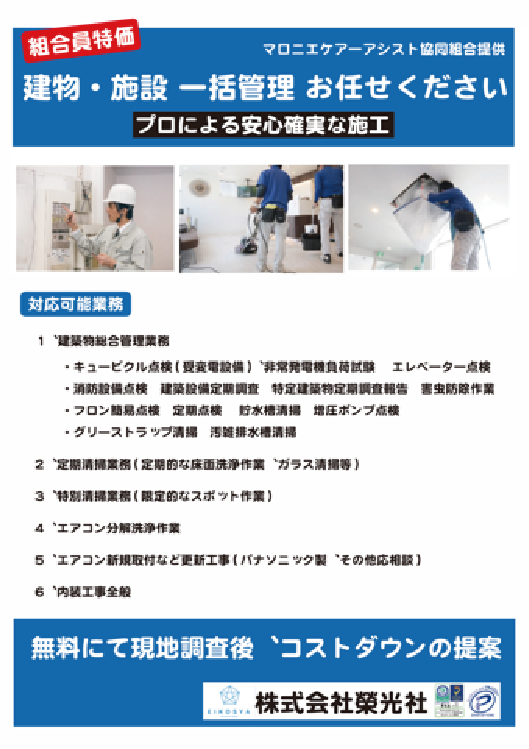 組合員特価
マロニエケアーアシスト協同組合提供
建物・施設 一括管理 お任せください
プロによる安心確実な施工
対応可能業務
1、建築物総合管理業務
・キュービクル点検(受変電設備)、非常発電機負荷試験 エレベーター点検
・消防設備点検 建築設備定期調査 特定建築物定期調査報告 害虫防除作業
・フロン簡易点検 定期点検 貯水槽清掃 増圧ポンプ点検
・グリーストラップ清掃 汚雑排水槽清掃
2、定期清掃業務(定期的な床面洗浄作業、ガラス清掃等)
3、特別清掃業務(限定的なスポット作業)
4、エアコン分解洗浄作業
5、エアコン新規取付など更新工事(パナソニック製、その他応相談)
6、内装工事全般
無料にて現地調査後、コストダウンの提案
EIKOSYA
株式会社榮光社